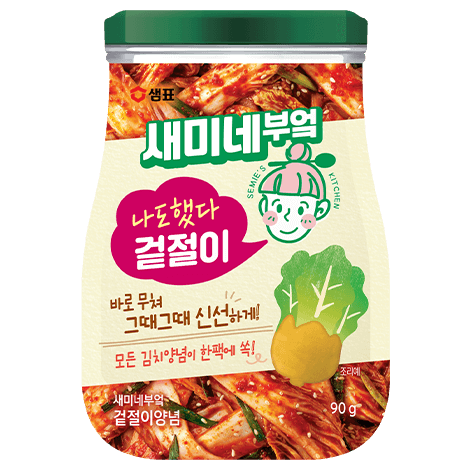 샘표
새미네부엌
SEMIE'S KITCHEN
나도했다
겉절이
바로 무쳐
그때그때 신선하게!
모든 김치양념이 한팩에 쏙!
조리예
새미네부엌
겉절이양념
90 g